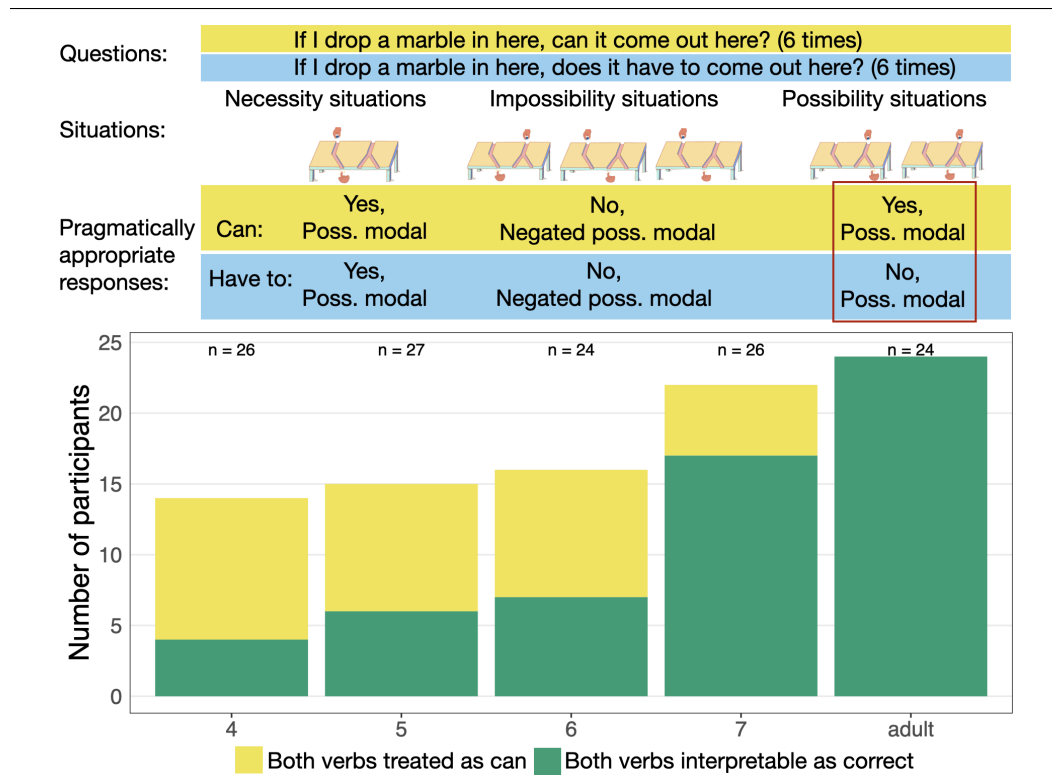 Questions:
If I drop a marble in here, can it come out here? (6 times)
If I drop a marble in here, does it have to come out here? (6 times)
Necessity situations
Impossibility situations
Possibility situations
Situations:
Pragmatically
appropriate
responses:
Can:
Yes,
Poss. modal
No,
Negated poss. modal
Yes,
Poss. modal
Have to:
Yes,
Poss. modal
No,
Negated poss. modal
No,
Poss. modal
Number of participants
25
20
15
10
5
0
n = 26
n = 27
n = 24
n = 26
n = 24
4
5
6
7
adult
Both verbs treated as can
Both verbs interpretable as correct